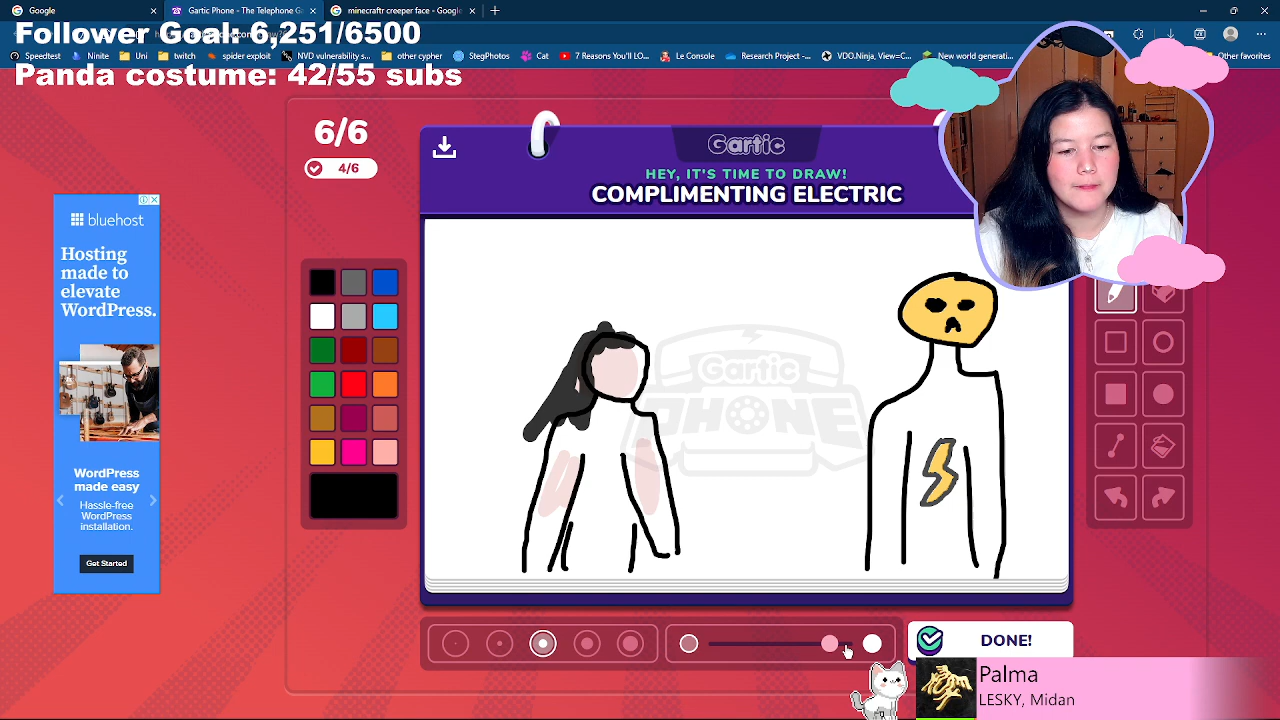 Google
Gartic Phone - The Telephone Ga
minecraftr creeper face - Google
Follower Goal: 6,251/6500
Speedtest
Ninite
Uni
twitch
spider exploit
NVD vulnerability s...
other cypher
StegPhotos
Cat
7 Reasons You'll LO...
Le Console
Research Project -...
VDO.Ninja, View=C...
New world generati...
Other favorites
Panda costume: 42/55 subs
6/6
4/6
Gartic
HEY, IT'S TIME TO DRAW!
COMPLIMENTING ELECTRIC
bluehost
Hosting
made to
elevate
WordPress.
WordPress
made easy
Hassle-free
WordPress
installation.
Get Started
Gartic
PHONE
DONE!
Palma
LESKY, Midan